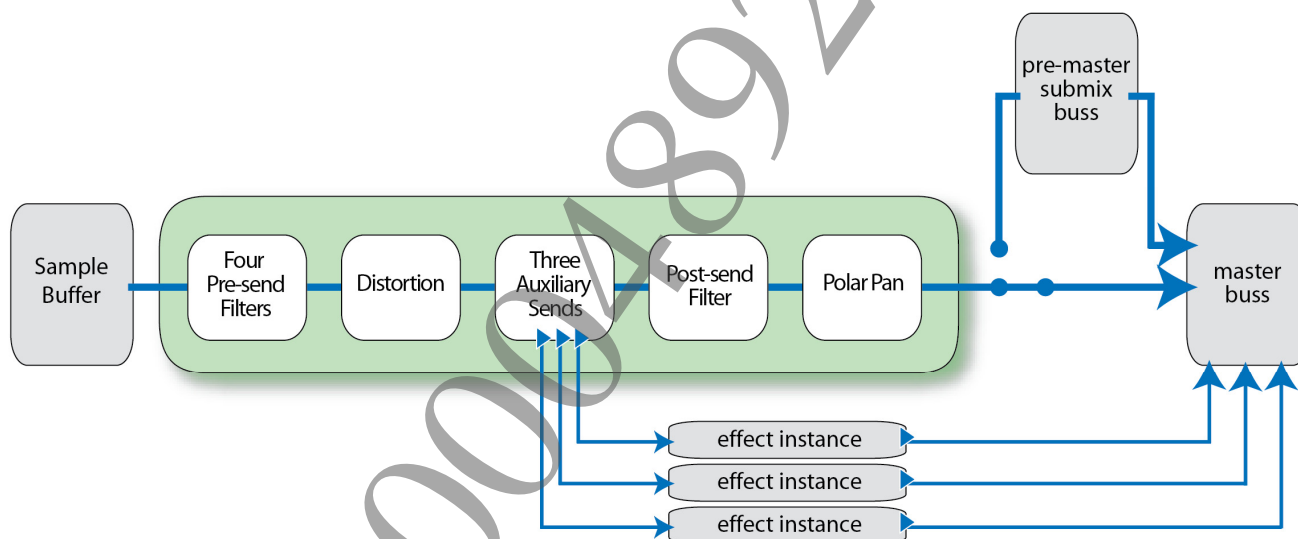 pre-master
submix
buss
Sample
Buffer
Four
Pre-send
Filters
Distortion
Three
Auxiliary
Sends
Post-send
Filter
Polar Pan
master
buss
effect instance
effect instance
effect instance